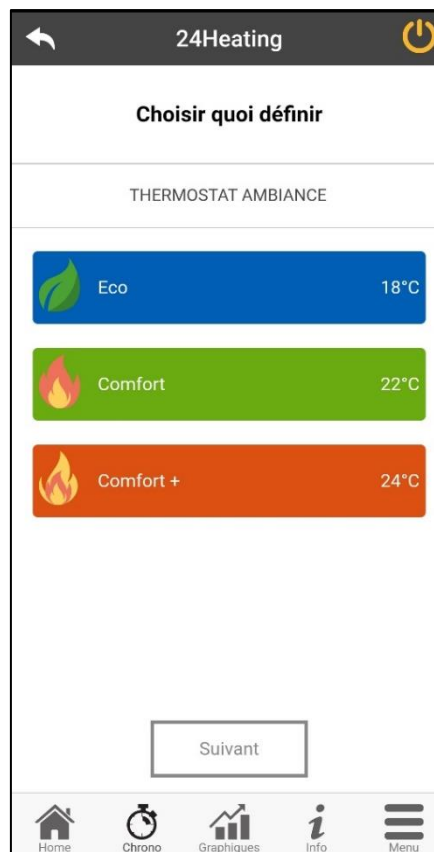 24Heating
Choisir quoi définir
THERMOSTAT AMBIANCE
Eco 18°C
Comfort 22°C
Comfort + 24°C
Suivant
Home Chrono Graphiques Info Menu